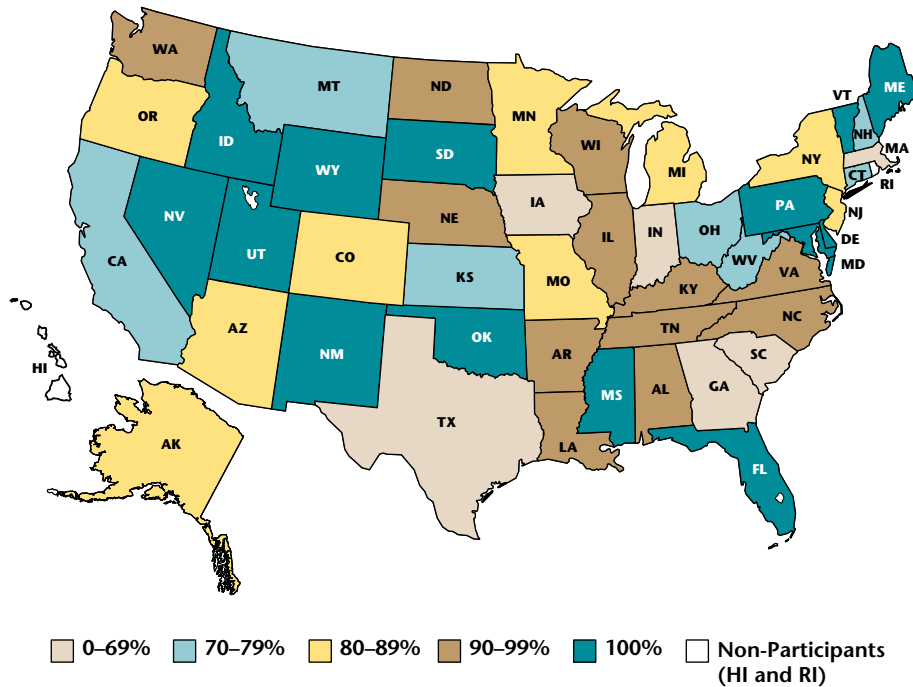 WA
MT
ND
MN
VT
ME
OR
ID
SD
WI
NH
MA
WY
MI
NY
CT
RI
NV
NE
IA
PA
NJ
CA
UT
CO
KS
IL
IN
OH
WV
DE
MD
VA
MO
KY
AZ
NM
OK
AR
TN
NC
HI
SC
MS
AL
GA
TX
AK
LA
FL
0–69%
70–79%
80–89%
90–99%
100%
Non-Participants
(HI and RI)